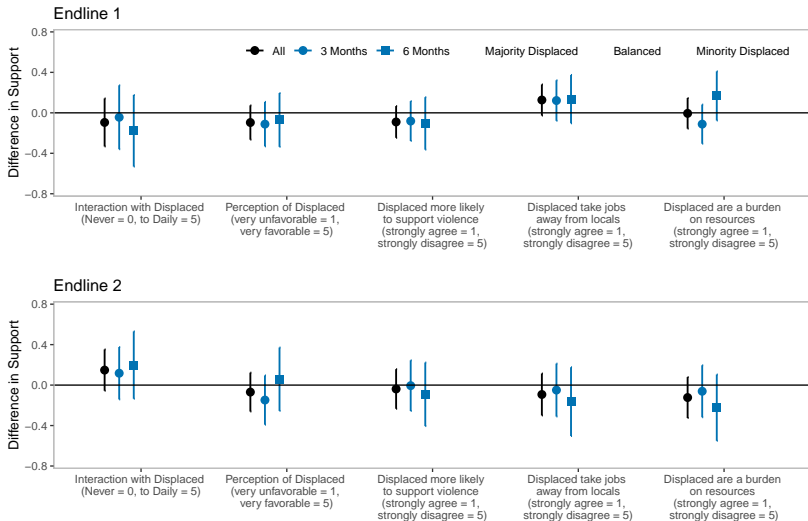 Endline 1
All 3 Months 6 Months Majority Displaced Balanced Minority Displaced
Difference in Support
0.8
0.4
0.0
−0.4
−0.8
Interaction with Displaced
(Never = 0, to Daily = 5)
Perception of Displaced
(very unfavorable = 1,
very favorable = 5)
Displaced more likely
to support violence
(strongly agree = 1,
strongly disagree = 5)
Displaced take jobs
away from locals
(strongly agree = 1,
strongly disagree = 5)
Displaced are a burden
on resources
(strongly agree = 1,
strongly disagree = 5)
Endline 2
Difference in Support
0.8
0.4
0.0
−0.4
−0.8
Interaction with Displaced
(Never = 0, to Daily = 5)
Perception of Displaced
(very unfavorable = 1,
very favorable = 5)
Displaced more likely
to support violence
(strongly agree = 1,
strongly disagree = 5)
Displaced take jobs
away from locals
(strongly agree = 1,
strongly disagree = 5)
Displaced are a burden
on resources
(strongly agree = 1,
strongly disagree = 5)